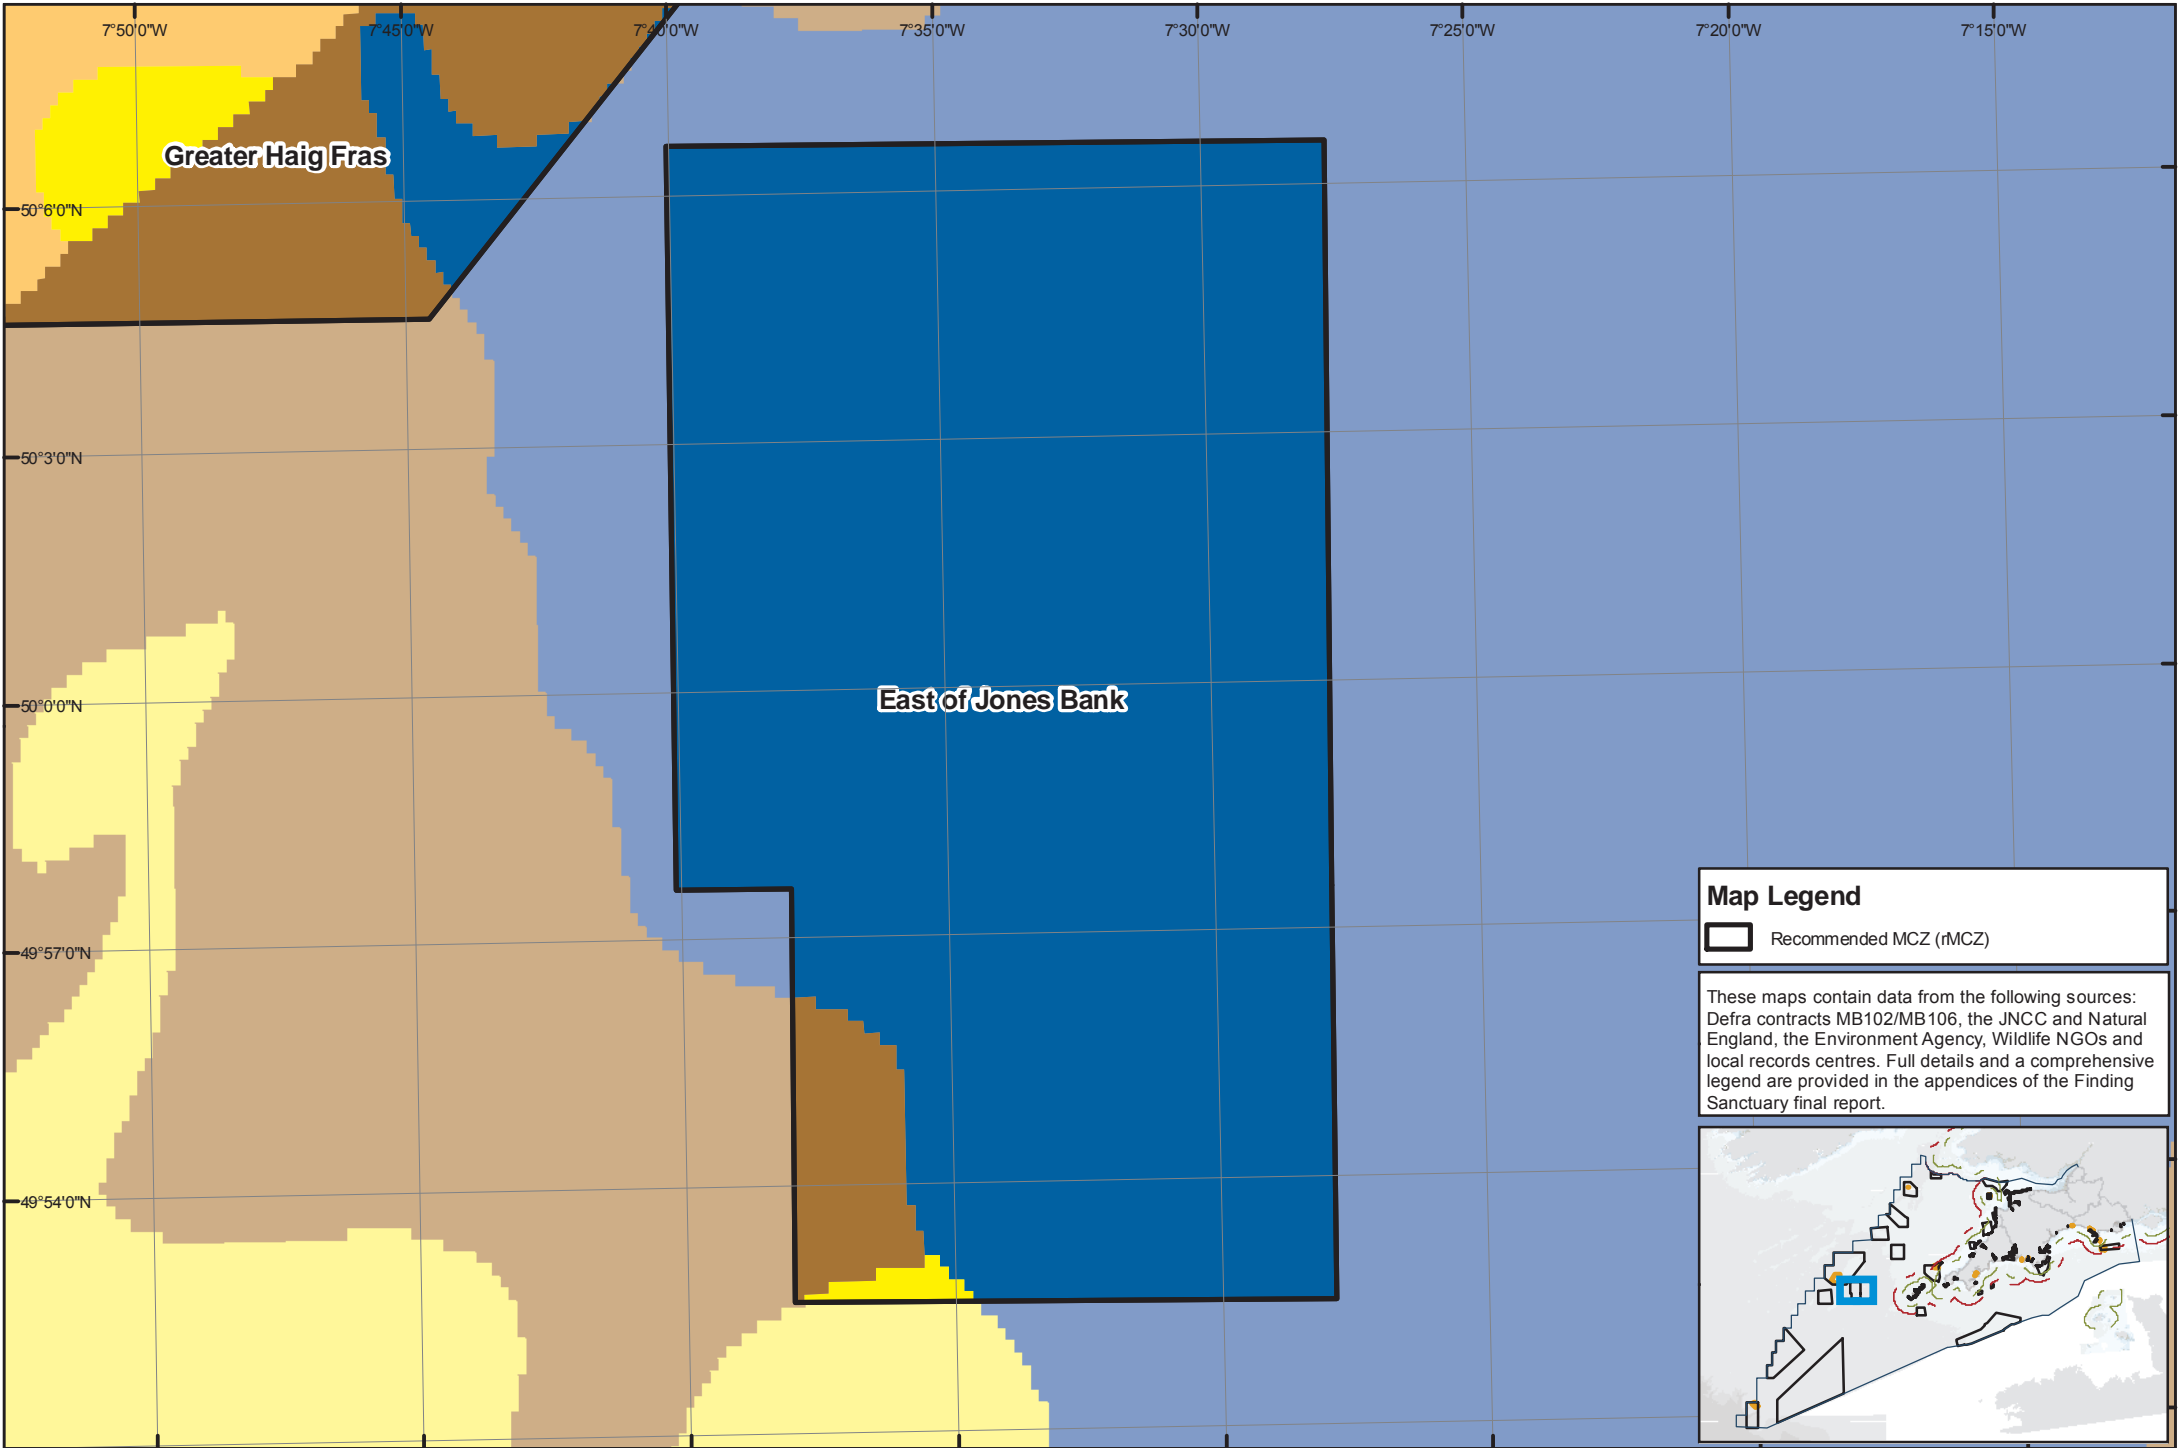 7°50'0"W 7°45'0"W 7°40'0"W 7°35'0"W 7°30'0"W 7°25'0"W 7°20'0"W 7°15'0"W
Greater Haig Fras
50°6'0"N
50°3'0"N
East of Jones Bank
50°0'0"N
49°57'0"N
49°54'0"N
Map Legend
Recommended MCZ (rMCZ)
These maps contain data from the following sources:
Defra contracts MB102/MB106, the JNCC and Natural
England, the Environment Agency, Wildlife NGOs and
local records centres. Full details and a comprehensive
legend are provided in the appendices of the Finding
Sanctuary final report.